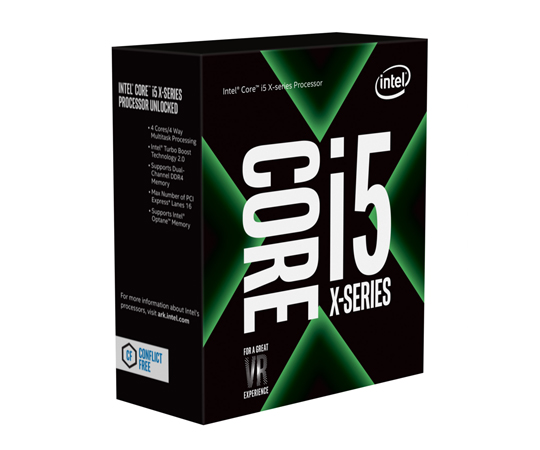 INTEL® CORE™ i5 X-SERIES
PROCESSOR UNLOCKED
• 4 Cores/4 Way
Multitask Processing
• Intel® Turbo Boost
Technology 2.0
• Supports Dual-
Channel DDR4
Memory
• Max Number of PCI
Express® Lanes 16
• Supports Intel®
Optane™ Memory
For more information about Intel's
processors, visit ark.intel.com
CF
CONFLICT
FREE
Intel® Core™ i5 X-series Processor
intel®
CORE
i5
X-SERIES
FOR A GREAT
VR
EXPERIENCE